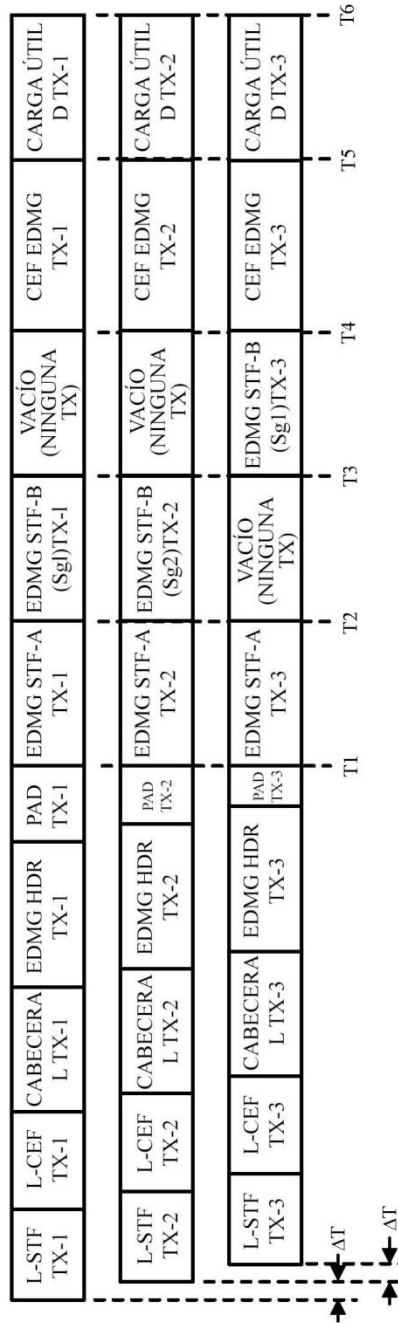 L-STF
TX-1
L-CEF
TX-1
CABECERA
L TX-1
EDMG HDR
TX-1
PAD
TX-1
EDMG STF-A
TX-1
EDMG STF-B
(Sgl)TX-1
VACÍO
(NINGUNA
TX)
CEF EDMG
TX-1
CARGA ÚTIL
D TX-1
L-STF
TX-2
L-CEF
TX-2
CABECERA
L TX-2
EDMG HDR
TX-2
PAD
TX-2
EDMG STF-A
TX-2
EDMG STF-B
(Sg2)TX-2
VACÍO
(NINGUNA
TX)
CEF EDMG
TX-2
CARGA ÚTIL
D TX-2
L-STF
TX-3
L-CEF
TX-3
CABECERA
L TX-3
EDMG HDR
TX-3
PAD
TX-3
EDMG STF-A
TX-3
VACÍO
(NINGUNA
TX)
EDMG STF-B
(Sg1)TX-3
CEF EDMG
TX-3
CARGA ÚTIL
D TX-3
ΔT
ΔT
T1
T2
T3
T4
T5
T6